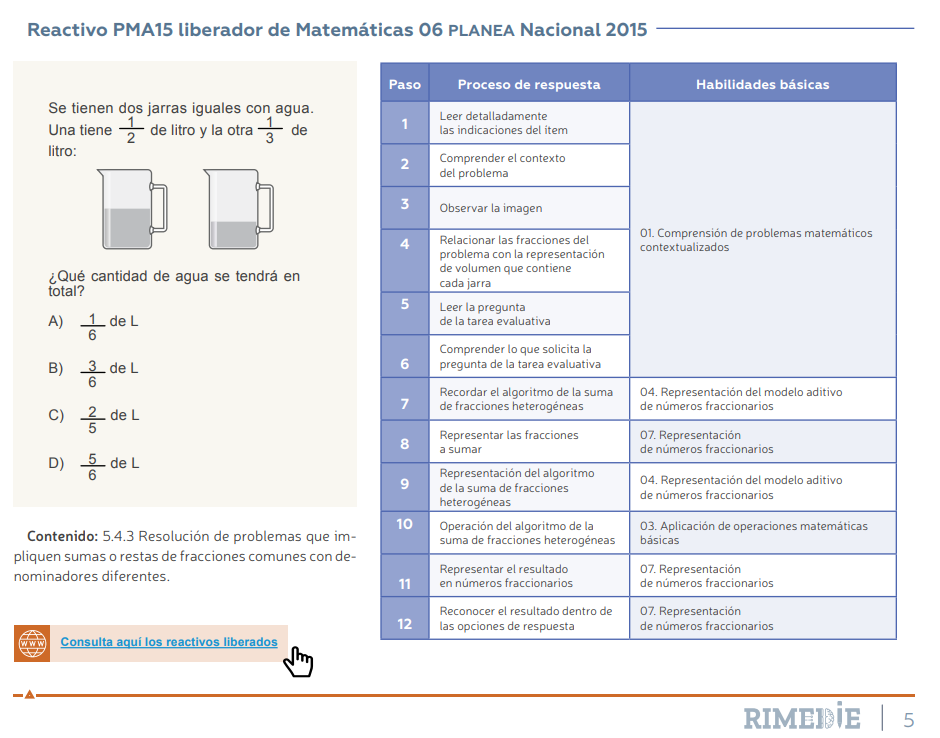 Reactivo PMA15 liberador de Matemáticas 06 PLANEA Nacional 2015
Se tienen dos jarras iguales con agua.
Una tiene 1/2 de litro y la otra 1/3 de
litro:
¿Qué cantidad de agua se tendrá en
total?
A) 1/6 de L
B) 3/6 de L
C) 2/5 de L
D) 5/6 de L
Contenido: 5.4.3 Resolución de problemas que im-
pliquen sumas o restas de fracciones comunes con de-
nominadores diferentes.
WWW
Consulta aquí los reactivos liberados
Paso Proceso de respuesta Habilidades básicas
1 Leer detalladamente
las indicaciones del ítem
2 Comprender el contexto
del problema
3 Observar la imagen
4 Relacionar las fracciones del
problema con la representación
de volumen que contiene
cada jarra
5 Leer la pregunta
de la tarea evaluativa
6 Comprender lo que solicita la
pregunta de la tarea evaluativa
01. Comprensión de problemas matemáticos
contextualizados
7 Recordar el algoritmo de la suma
de fracciones heterogéneas
04. Representación del modelo aditivo
de números fraccionarios
8 Representar las fracciones
a sumar
07. Representación
de números fraccionarios
9 Representación del algoritmo
de la suma de fracciones
heterogéneas
04. Representación del modelo aditivo
de números fraccionarios
10 Operación del algoritmo de la
suma de fracciones heterogéneas
03. Aplicación de operaciones matemáticas
básicas
11 Representar el resultado
en números fraccionarios
07. Representación
de números fraccionarios
12 Reconocer el resultado dentro de
las opciones de respuesta
07. Representación
de números fraccionarios
RIMEDIE
5